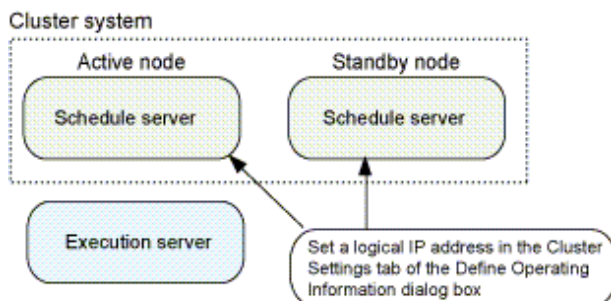 Cluster system
Active node
Standby node
Schedule server
Schedule server
Execution server
Set a logical IP address in the Cluster
Settings tab of the Define Operating
Information dialog box